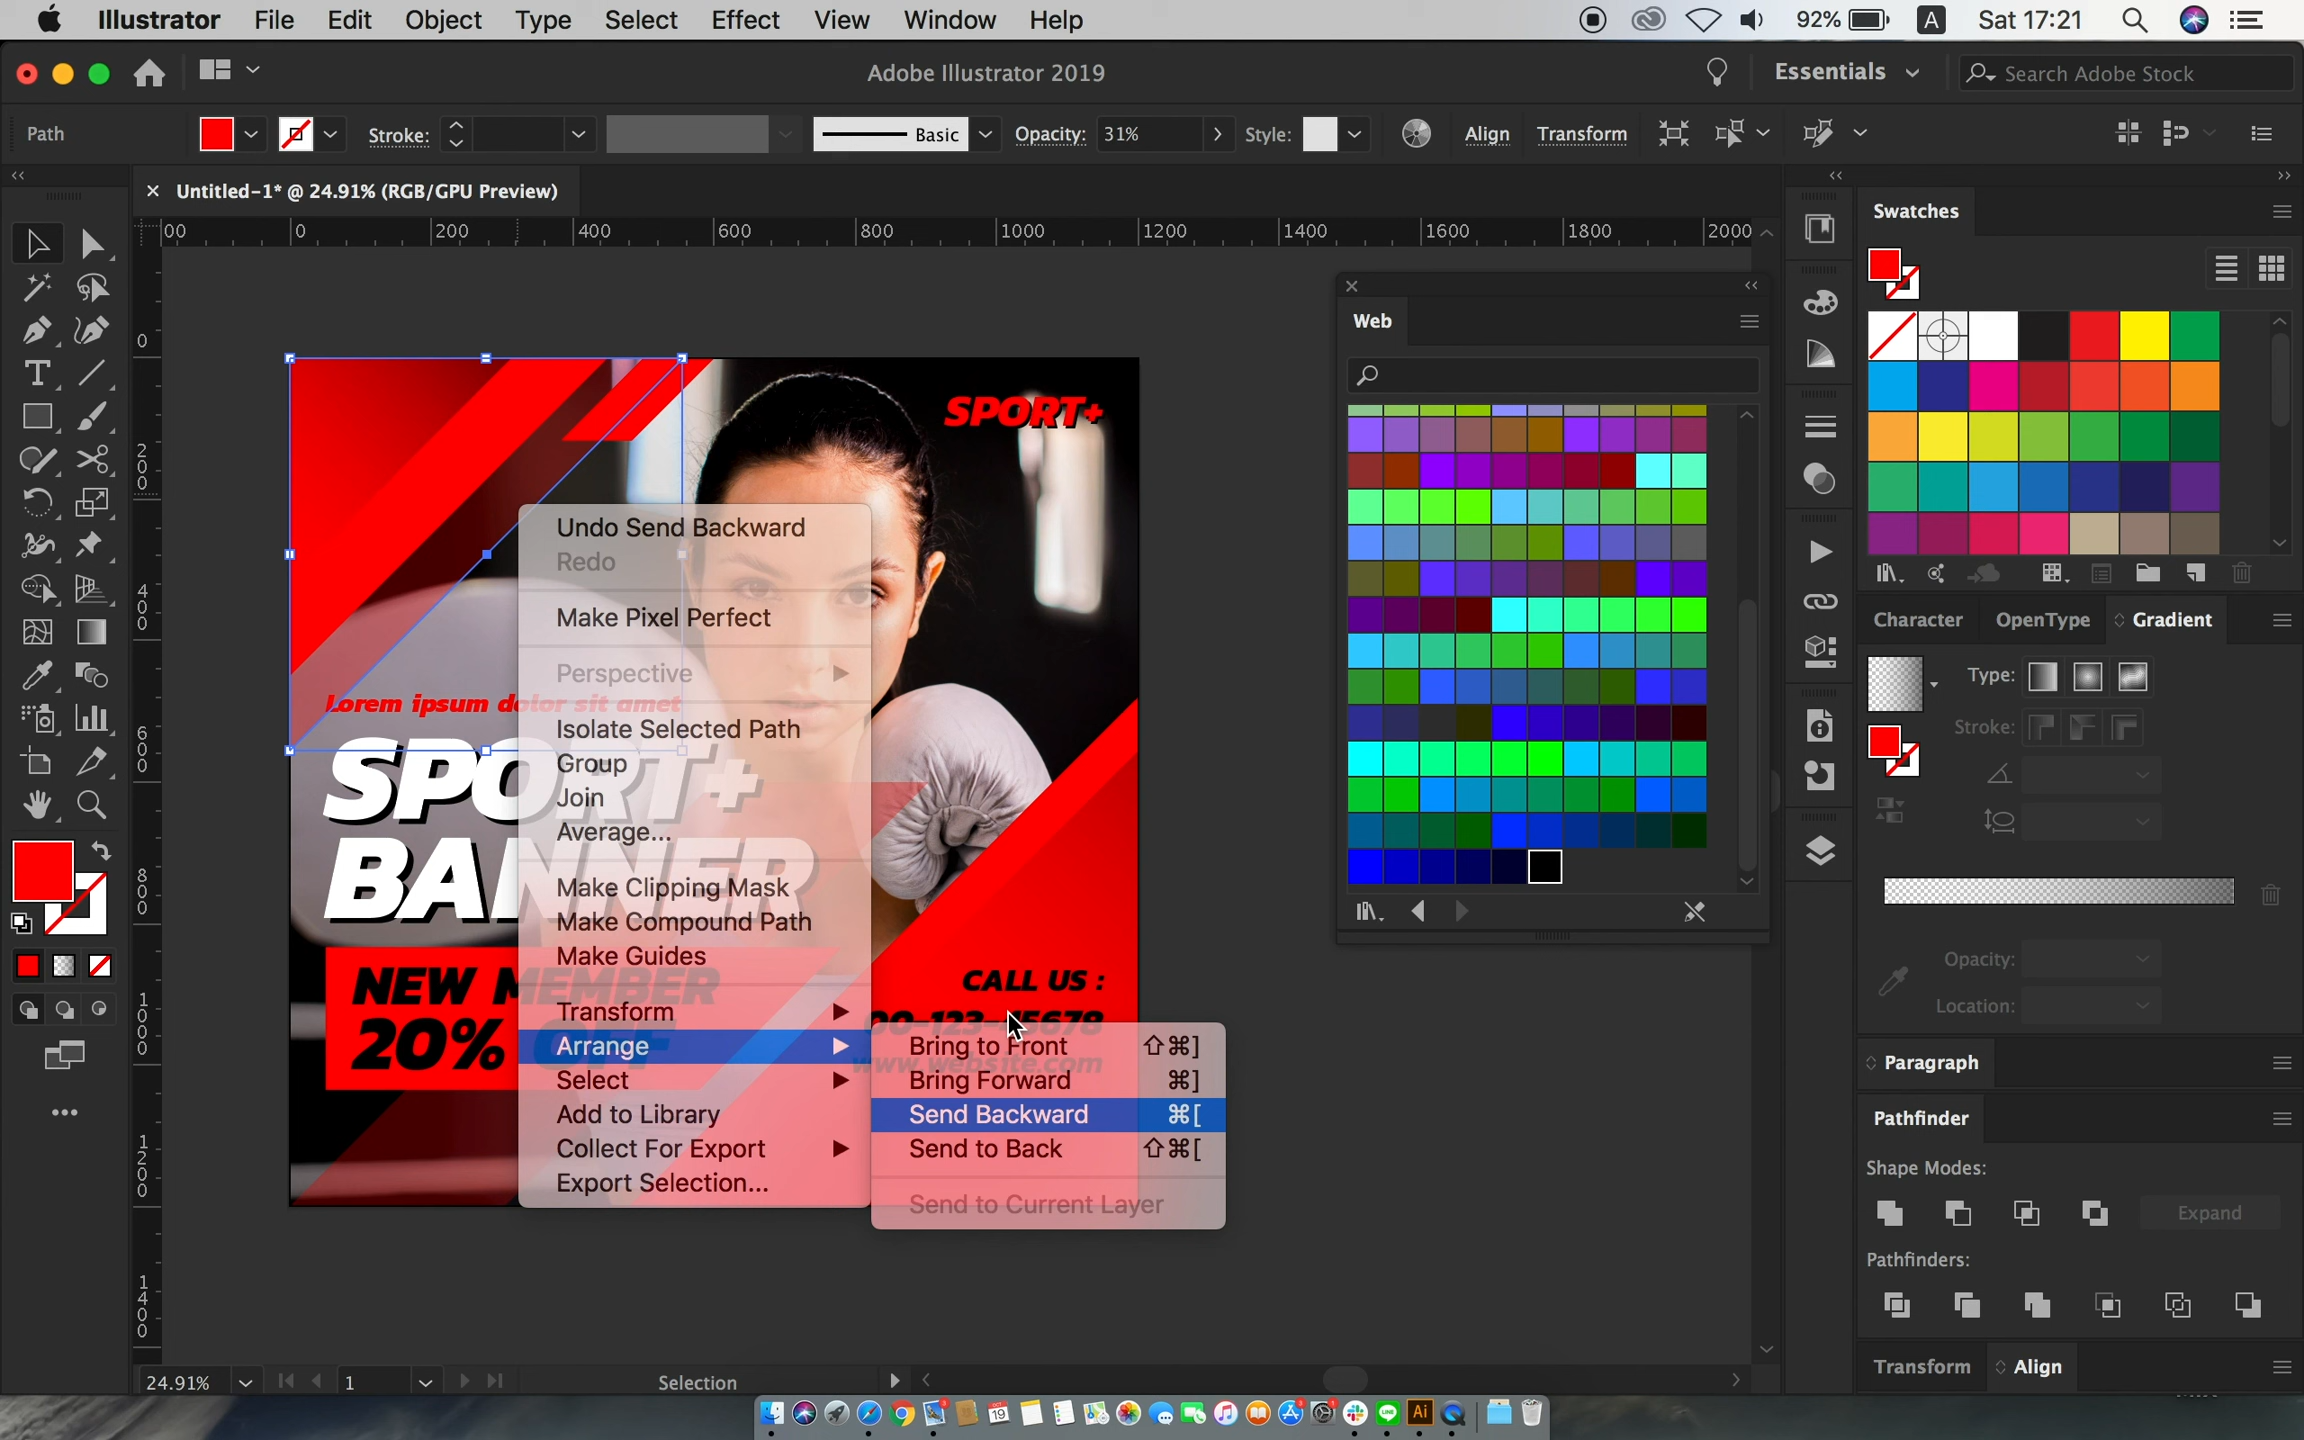 Illustrator File Edit Object Type Select Effect View Window Help
92% A Sat 17:21
Adobe Illustrator 2019
Essentials
Search Adobe Stock
Path
Stroke:
Basic
Opacity: 31%
Style:
Align
Transform
Untitled-1* @ 24.91% (RGB/GPU Preview)
00 0 200 400 600 800 1000 1200 1400 1600 1800 2000
0
200
400
600
800
1000
1200
1400
SPORT+
Lorem ipsum dolor sit amet
SPORT+
BANNER
NEW MEMBER
20% OFF
CALL US :
00-123-45678
www.website.com
Undo Send Backward
Redo
Make Pixel Perfect
Perspective
Isolate Selected Path
Group
Join
Average...
Make Clipping Mask
Make Compound Path
Make Guides
Transform
Arrange
Select
Add to Library
Collect For Export
Export Selection...
Bring to Front ⇧⌘]
Bring Forward ⌘]
Send Backward ⌘[
Send to Back ⇧⌘[
Send to Current Layer
Web
Swatches
Character OpenType Gradient
Type:
Stroke:
Opacity:
Location:
Paragraph
Pathfinder
Shape Modes:
Expand
Pathfinders:
Transform Align
24.91% 1 Selection
19
Ai